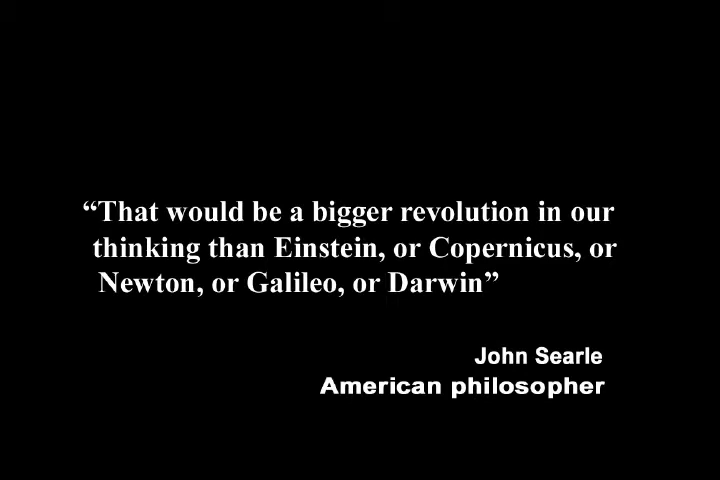 “That would be a bigger revolution in our
thinking than Einstein, or Copernicus, or
Newton, or Galileo, or Darwin”
John Searle
American philosopher